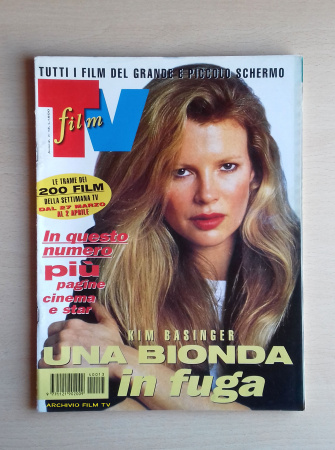 TUTTI I FILM DEL GRANDE E PICCOLO SCHERMO
film
TV
LE TRAME DEI
200 FILM
DELLA SETTIMANA TV
DAL 27 MARZO
AL 2 APRILE
In questo
numero
più
pagine
cinema
e star
KIM BASINGER
UNA BIONDA
in fuga
ARCHIVIO FILM TV